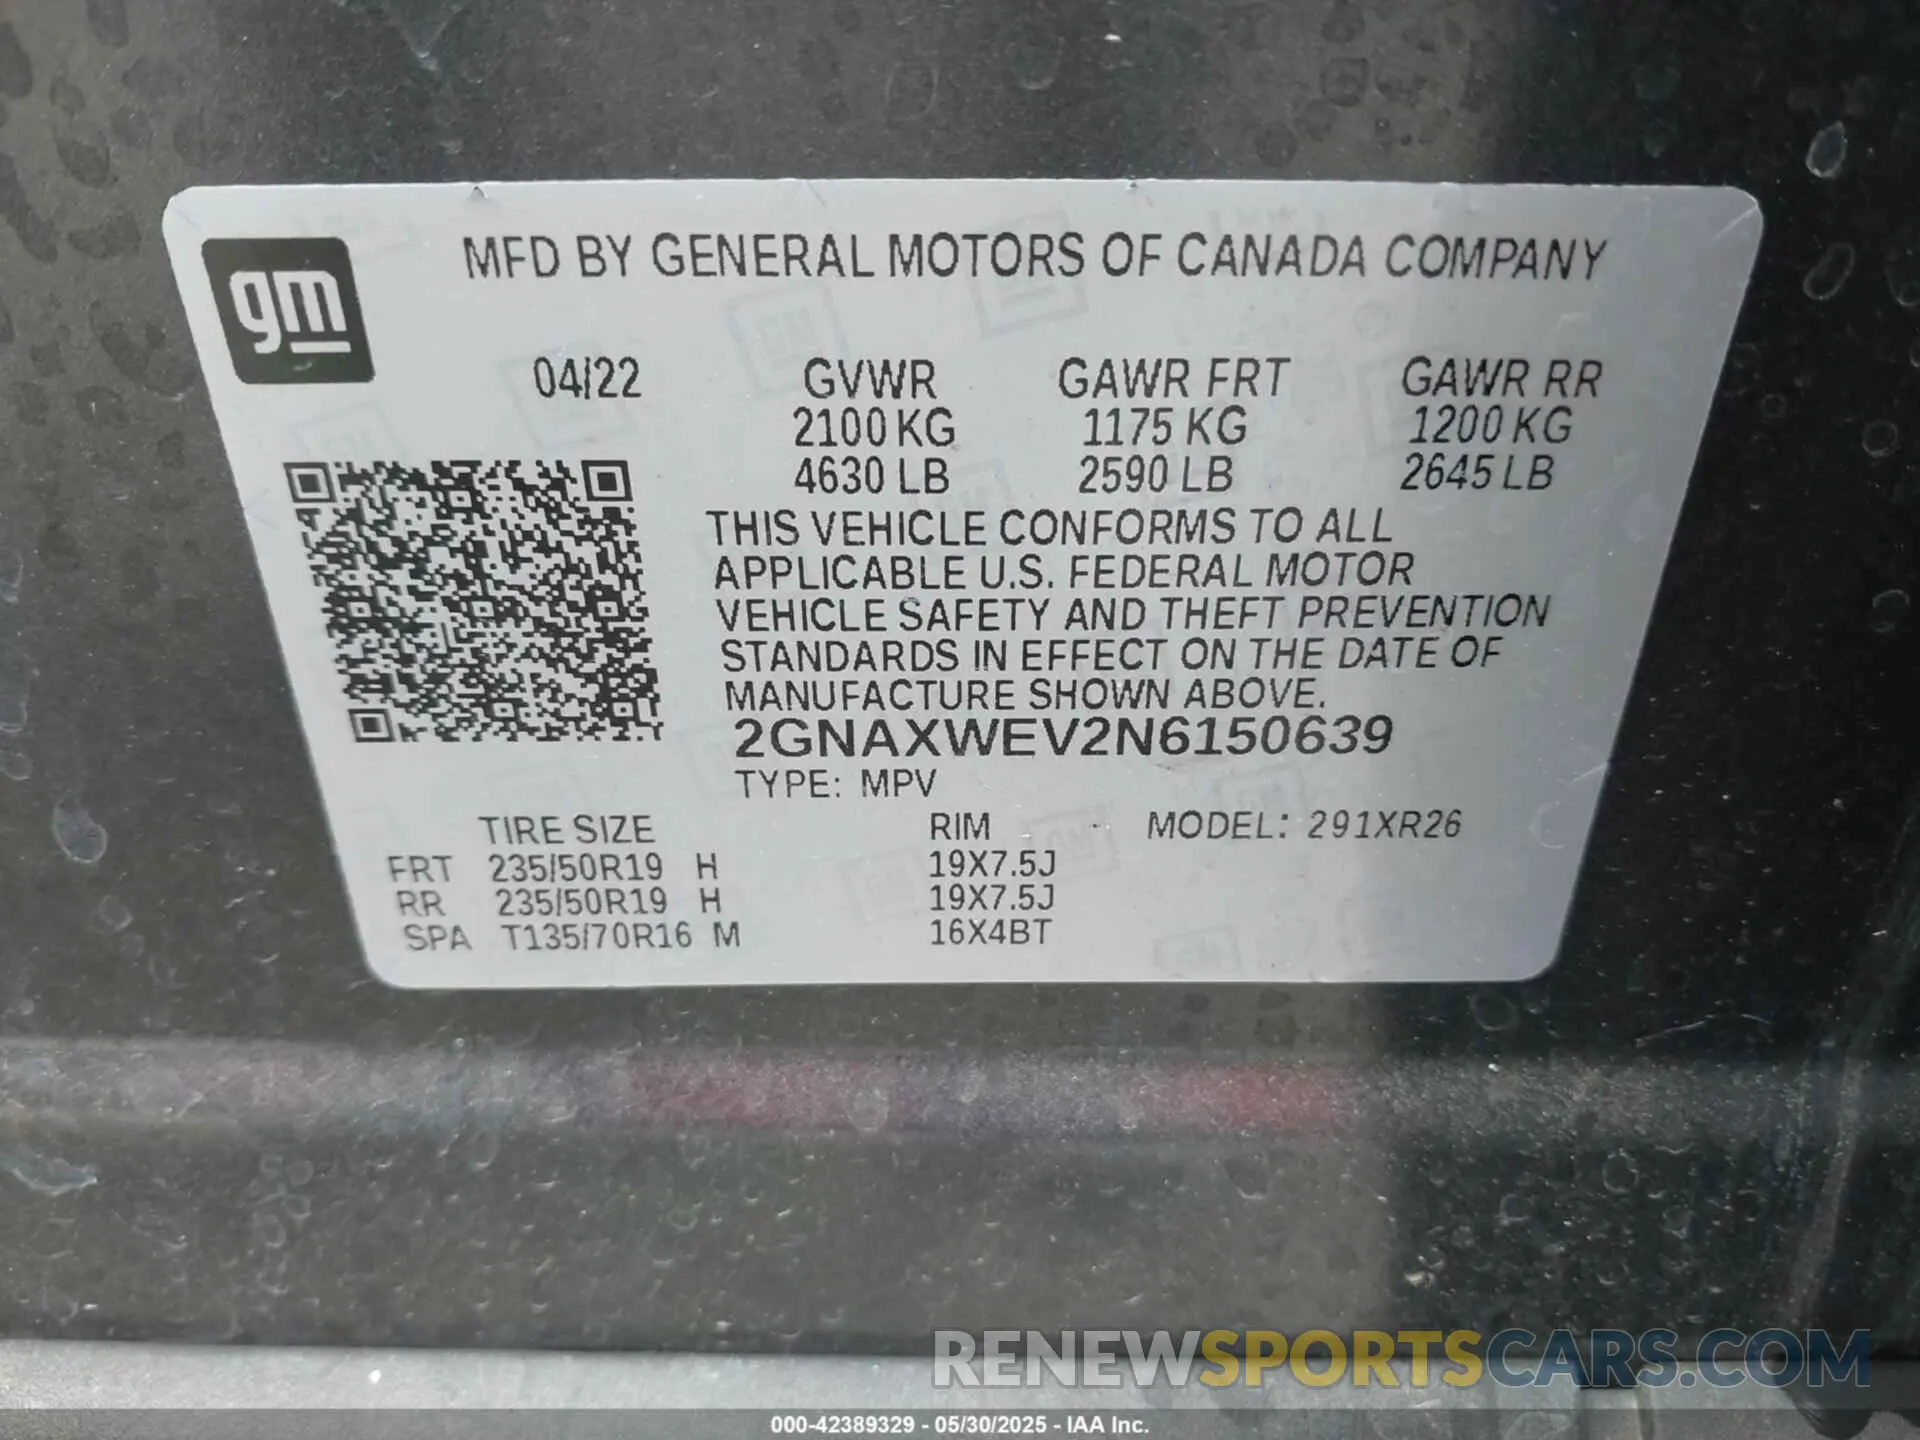 gm
MFD BY GENERAL MOTORS OF CANADA COMPANY
04/22 GVWR GAWR FRT GAWR RR
2100 KG 1175 KG 1200 KG
4630 LB 2590 LB 2645 LB
THIS VEHICLE CONFORMS TO ALL
APPLICABLE U.S. FEDERAL MOTOR
VEHICLE SAFETY AND THEFT PREVENTION
STANDARDS IN EFFECT ON THE DATE OF
MANUFACTURE SHOWN ABOVE.
2GNAXWEV2N6150639
TYPE: MPV
TIRE SIZE RIM MODEL: 291XR26
FRT 235/50R19 H 19X7.5J
RR 235/50R19 H 19X7.5J
SPA T135/70R16 M 16X4BT
RENEWSPORTSCARS.COM
000-42389329 - 05/30/2025 - IAA Inc.